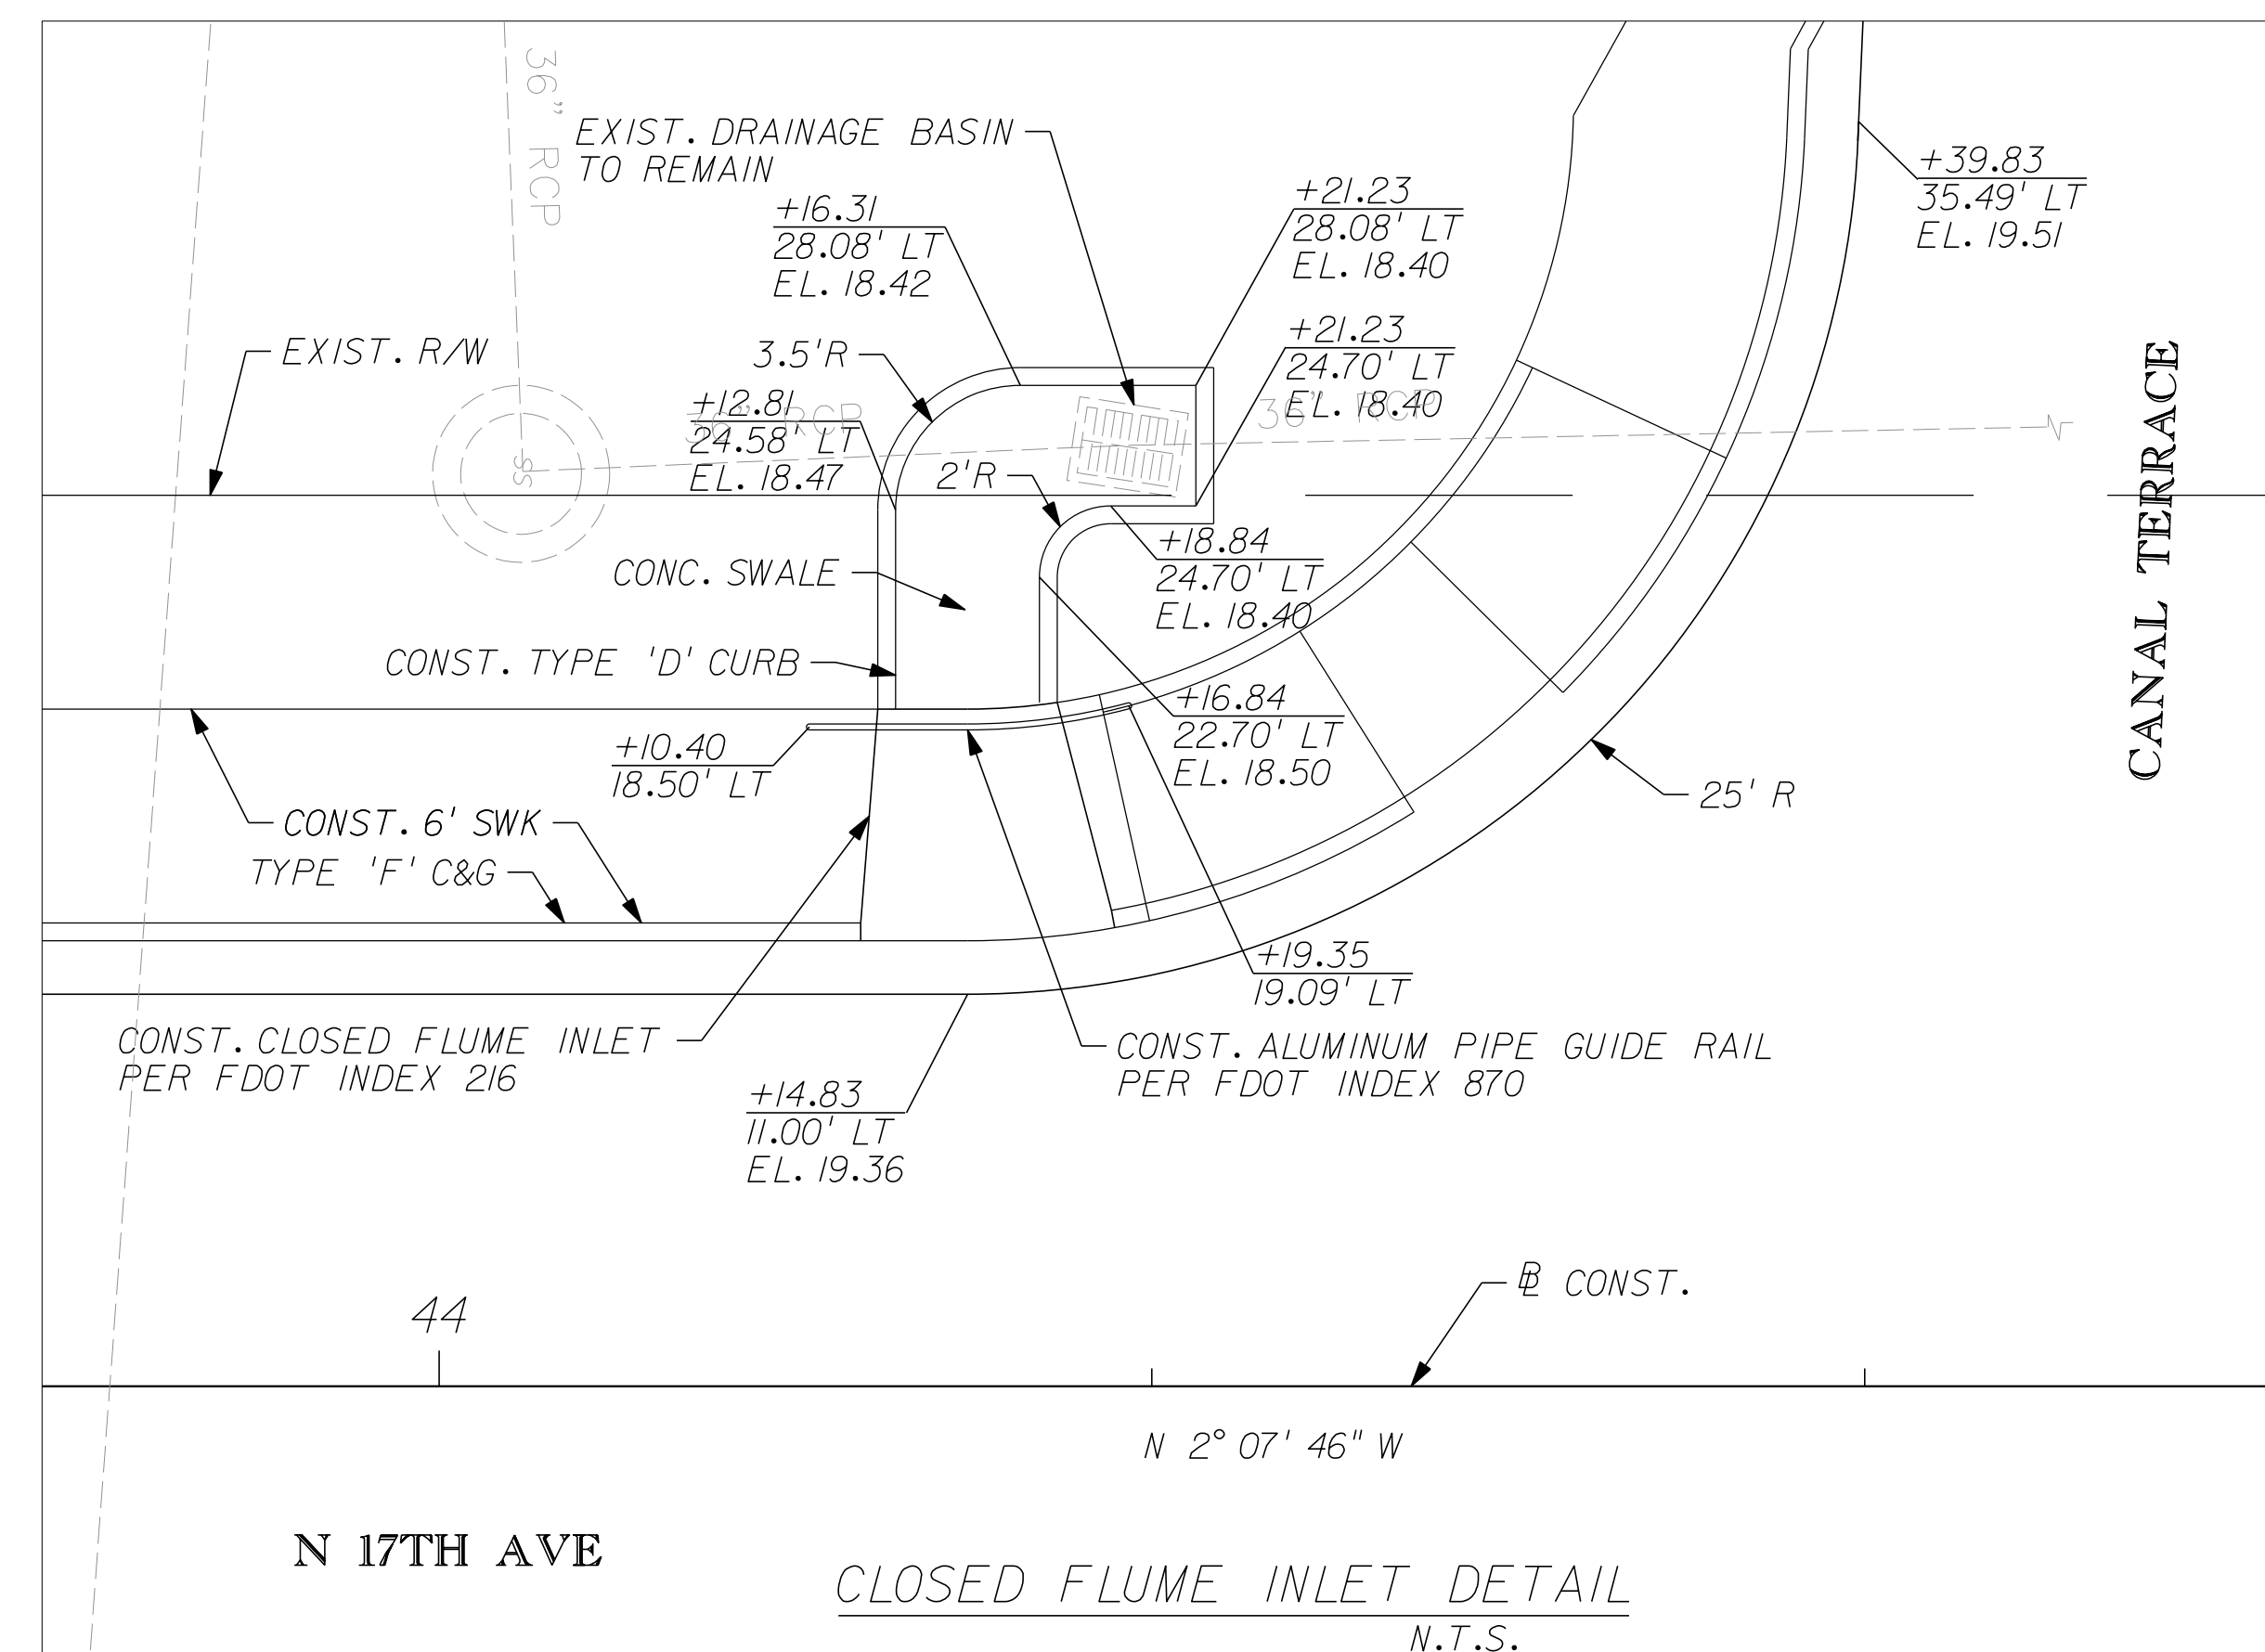 36" RCP
EXIST. DRAINAGE BASIN
TO REMAIN
+16.31
28.08' LT
EL. 18.42
+21.23
28.08' LT
EL. 18.40
+39.83
35.49' LT
EL. 19.51
EXIST. R/W
3.5'R
+21.23
24.70' LT
EL. 18.40
+12.81
24.58' LT
EL. 18.47
36" RCP
36" RCP
S
2'R
CANAL TERRACE
CONC. SWALE
+18.84
24.70' LT
EL. 18.40
CONST. TYPE 'D' CURB
+16.84
22.70' LT
EL. 18.50
+10.40
18.50' LT
25' R
CONST. 6' SWK
TYPE 'F' C&G
+19.35
19.09' LT
CONST. CLOSED FLUME INLET
PER FDOT INDEX 216
CONST. ALUMINUM PIPE GUIDE RAIL
PER FDOT INDEX 870
+14.83
11.00' LT
EL. 19.36
BL CONST.
44
N 2° 07' 46" W
N 17TH AVE
CLOSED FLUME INLET DETAIL
N.T.S.